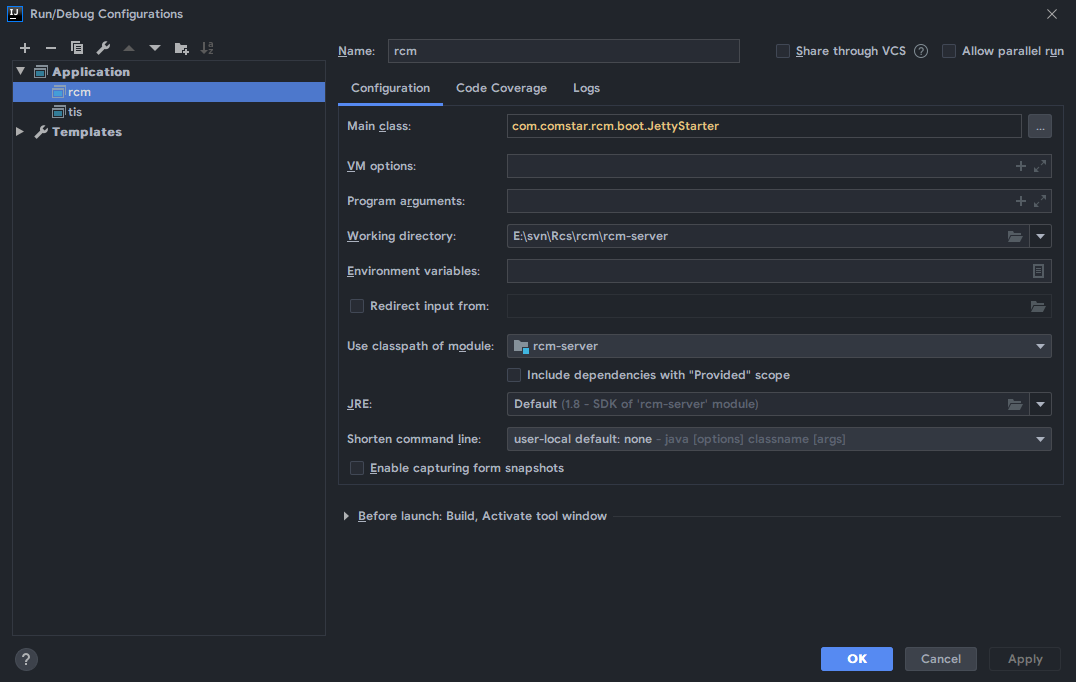 Run/Debug Configurations
Application
rcm
tis
Templates
Name: rcm
Share through VCS ?
Allow parallel run
Configuration Code Coverage Logs
Main class: com.comstar.rcm.boot.JettyStarter ...
VM options:
Program arguments:
Working directory: E:\svn\Rcs\rcm\rcm-server
Environment variables:
Redirect input from:
Use classpath of module: rcm-server
Include dependencies with "Provided" scope
JRE: Default (1.8 - SDK of 'rcm-server' module)
Shorten command line: user-local default: none - java [options] classname [args]
Enable capturing form snapshots
Before launch: Build, Activate tool window
? OK Cancel Apply